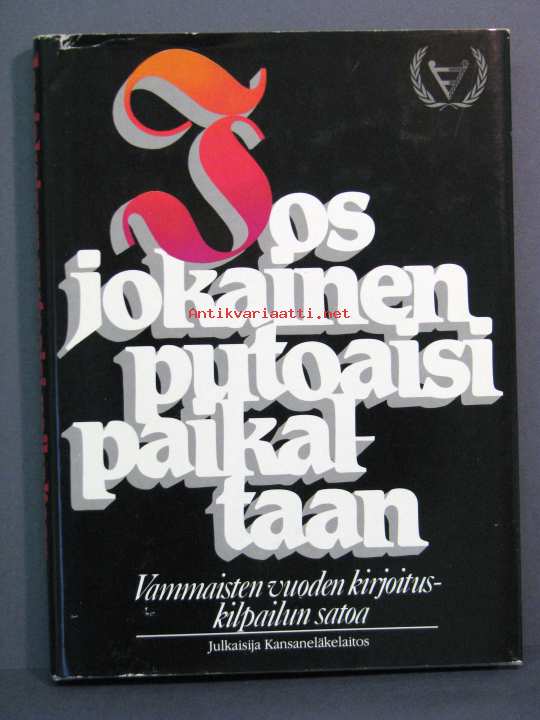 Jos
jokainen
Antikvariaatti.net
putoaisi
paikal-
taan
Vammaisten vuoden kirjoitus-
kilpailun satoa
Julkaisija Kansaneläkelaitos